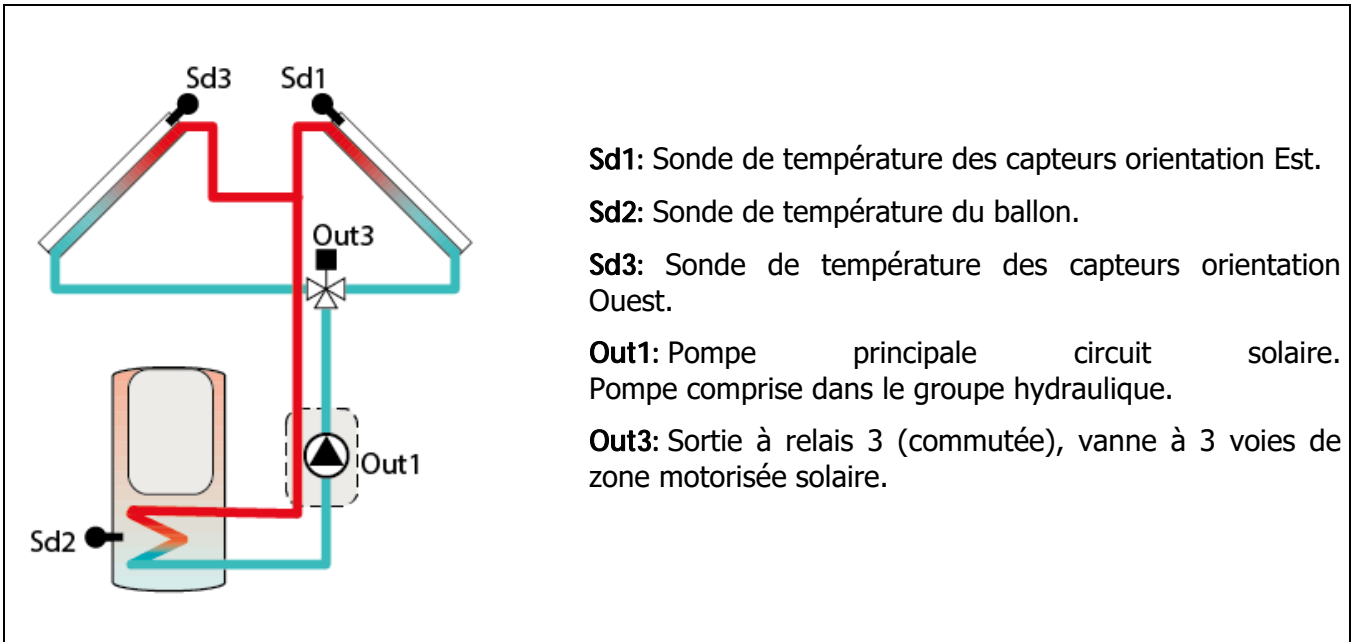 Sd3
Sd1
Out3
Out1
Sd2
Sd1: Sonde de température des capteurs orientation Est.
Sd2: Sonde de température du ballon.
Sd3: Sonde de température des capteurs orientation
Ouest.
Out1: Pompe principale circuit solaire.
Pompe comprise dans le groupe hydraulique.
Out3: Sortie à relais 3 (commutée), vanne à 3 voies de
zone motorisée solaire.